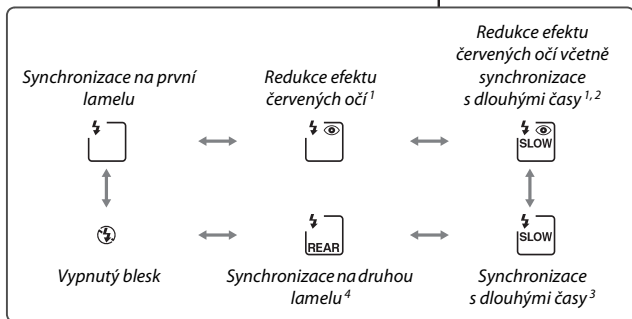 Synchronizace na první
lamelu
Redukce efektu
červených očí 1
Redukce efektu
červených očí včetně
synchronizace
s dlouhými časy 1, 2
SLOW
REAR
SLOW
Vypnutý blesk
Synchronizace na druhou
lamelu 4
Synchronizace
s dlouhými časy 3